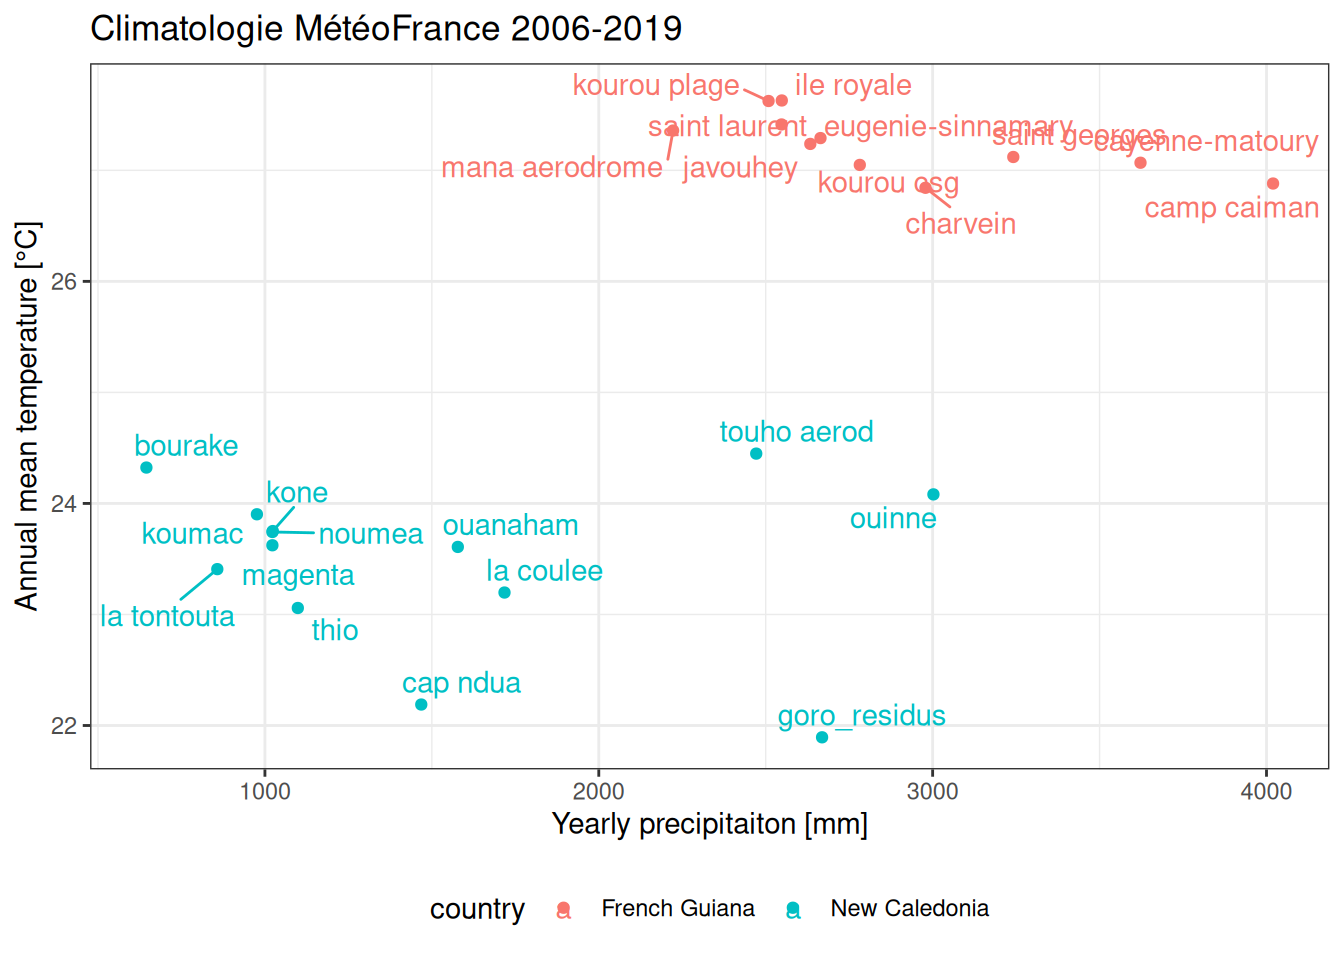 Climatologie MétéoFrance 2006-2019
kourou plage
ile royale
saint laurent
eugenie-sinnamary
saint georges
cayenne-matoury
mana aerodrome
javouhey
kourou csg
camp caiman
charvein
Annual mean temperature [°C]
26
24
22
touho aerod
bourake
kone
ouinne
koumac
noumea
ouanaham
la coulee
magenta
la tontouta
thio
cap ndua
goro_residus
1000
2000
3000
4000
Yearly precipitaiton [mm]
country
a
French Guiana
a
New Caledonia